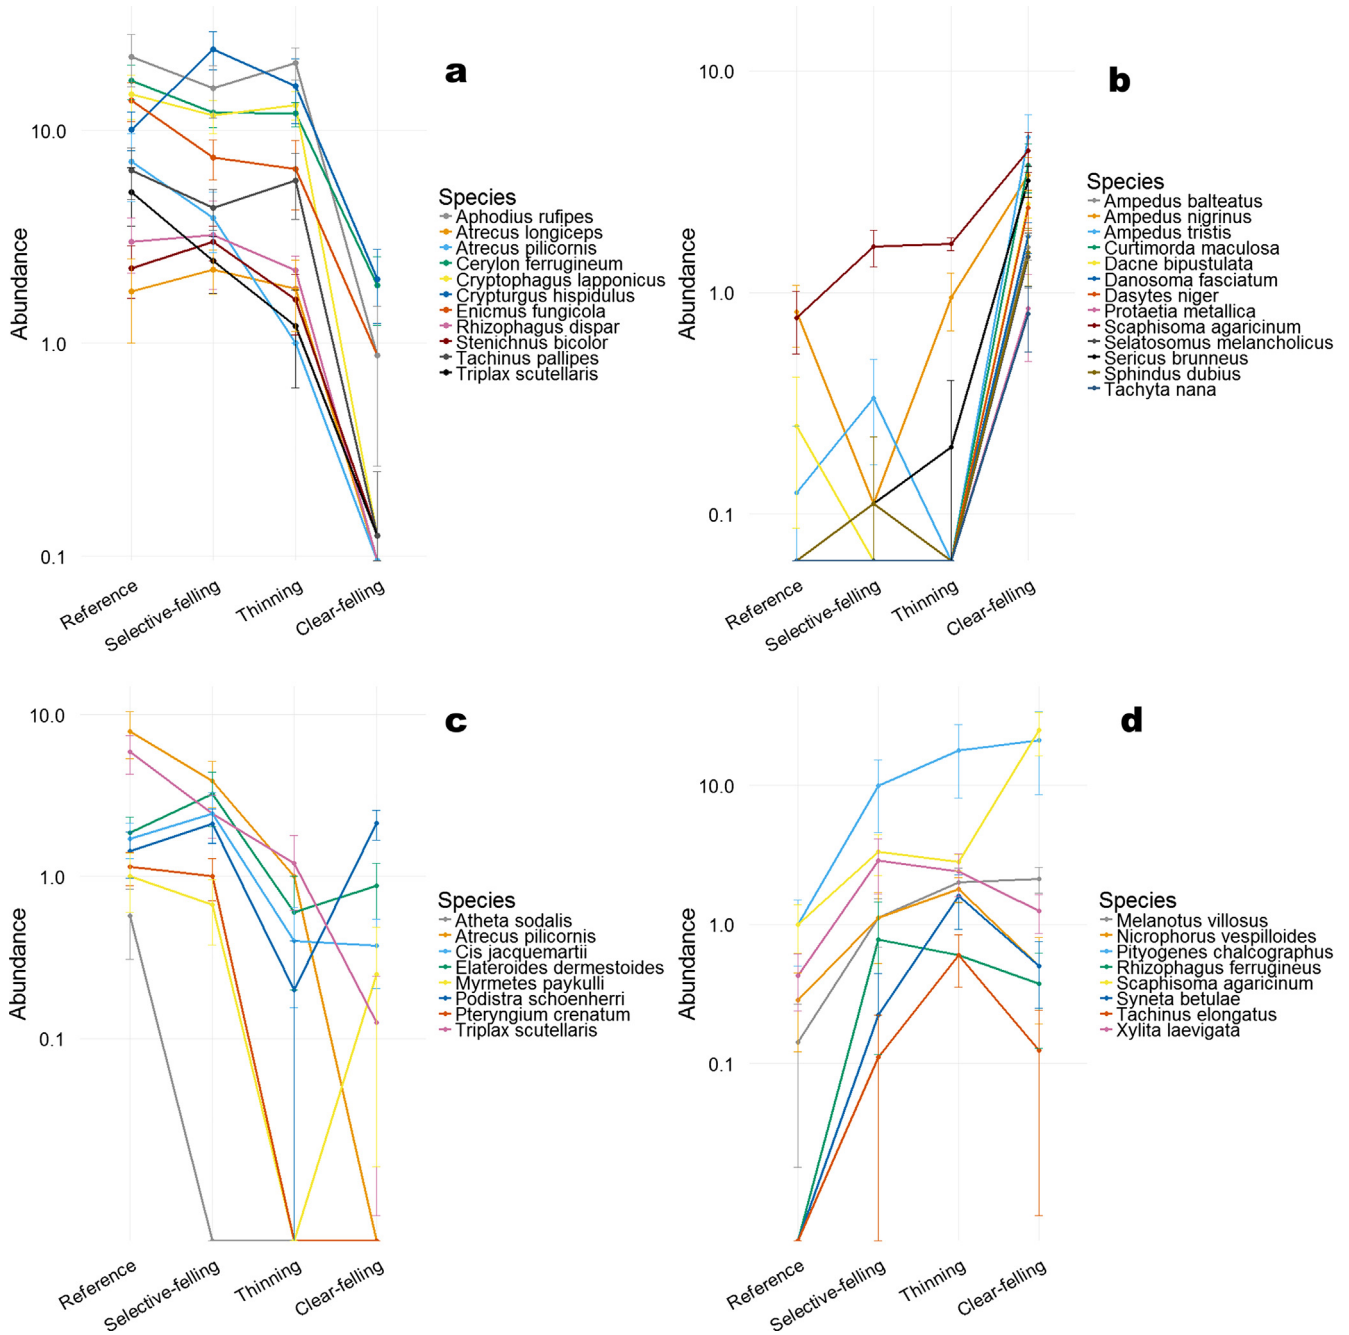 a
Abundance
10.0
1.0
0.1
Reference
Selective-felling
Thinning
Clear-felling
Species
Aphodius rufipes
Atrecus longiceps
Atrecus pilicornis
Cerylon ferrugineum
Cryptophagus lapponicus
Crypturgus hispidulus
Enicmus fungicola
Rhizophagus dispar
Stenichnus bicolor
Tachinus pallipes
Triplax scutellaris
b
Abundance
10.0
1.0
0.1
Reference
Selective-felling
Thinning
Clear-felling
Species
Ampedus balteatus
Ampedus nigrinus
Ampedus tristis
Curtimorda maculosa
Dacne bipustulata
Danosoma fasciatum
Dasytes niger
Protaetia metallica
Scaphisoma agaricinum
Selatosomus melancholicus
Sericus brunneus
Sphindus dubius
Tachyta nana
c
Abundance
10.0
1.0
0.1
Reference
Selective-felling
Thinning
Clear-felling
Species
Atheta sodalis
Atrecus pilicornis
Cis jacquemartii
Elateroides dermestoides
Myrmetes paykulli
Podistra schoenherri
Pteryngium crenatum
Triplax scutellaris
d
Abundance
10.0
1.0
0.1
Reference
Selective-felling
Thinning
Clear-felling
Species
Melanotus villosus
Nicrophorus vespilloides
Pityogenes chalcographus
Rhizophagus ferrugineus
Scaphisoma agaricinum
Syneta betulae
Tachinus elongatus
Xylita laevigata